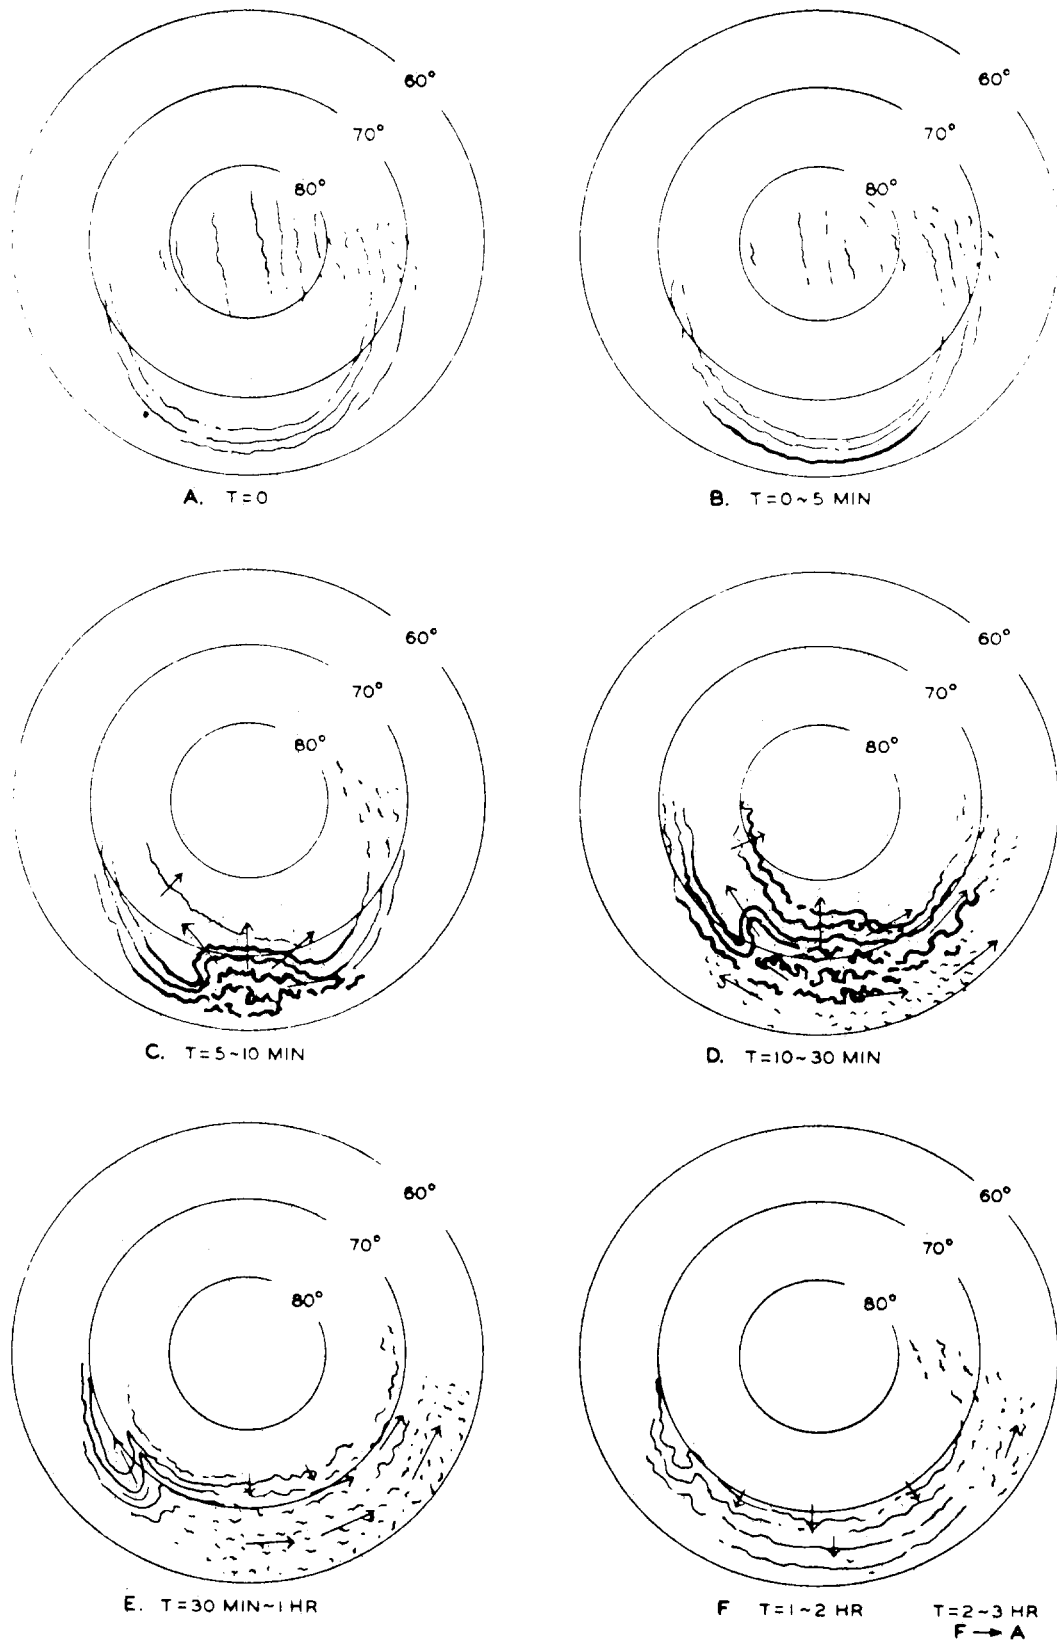 60°
70°
80°
A. T=0
60°
70°
80°
B. T=0~5 MIN
60°
70°
80°
C. T=5~10 MIN
60°
70°
80°
D. T=10~30 MIN
60°
70°
80°
E. T=30 MIN~1 HR
60°
70°
80°
F T=1~2 HR
T=2~3 HR
F → A